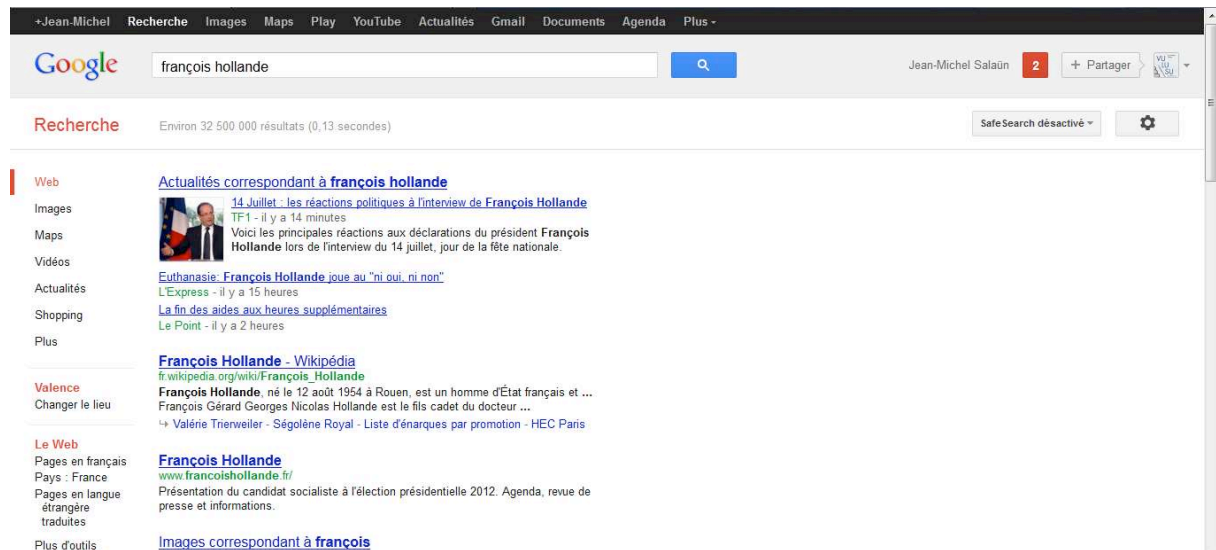 +Jean-Michel Recherche Images Maps Play YouTube Actualités Gmail Documents Agenda Plus
Google
françois hollande
Jean-Michel Salaün 2 + Partager
Recherche
Environ 32 500 000 résultats (0,13 secondes)
SafeSearch désactivé
Web
Images
Maps
Vidéos
Actualités
Shopping
Plus
Valence
Changer le lieu
Le Web
Pages en français
Pays : France
Pages en langue
étrangère
traduites
Plus d'outils
Actualités correspondant à françois hollande
14 Juillet : les réactions politiques à l'interview de François Hollande
TF1 - il y a 14 minutes
Voici les principales réactions aux déclarations du président François
Hollande lors de l'interview du 14 juillet, jour de la fête nationale.
Euthanasie: François Hollande joue au "ni oui, ni non"
L'Express - il y a 15 heures
La fin des aides aux heures supplémentaires
Le Point - il y a 2 heures
François Hollande - Wikipédia
fr.wikipedia.org/wiki/François_Hollande
François Hollande, né le 12 août 1954 à Rouen, est un homme d'État français et ...
François Gérard Georges Nicolas Hollande est le fils cadet du docteur ...
Valérie Trierweiler - Ségolène Royal - Liste d'énarques par promotion - HEC Paris
François Hollande
www.francoishollande.fr/
Présentation du candidat socialiste à l'élection présidentielle 2012. Agenda, revue de
presse et informations.
Images correspondant à françois